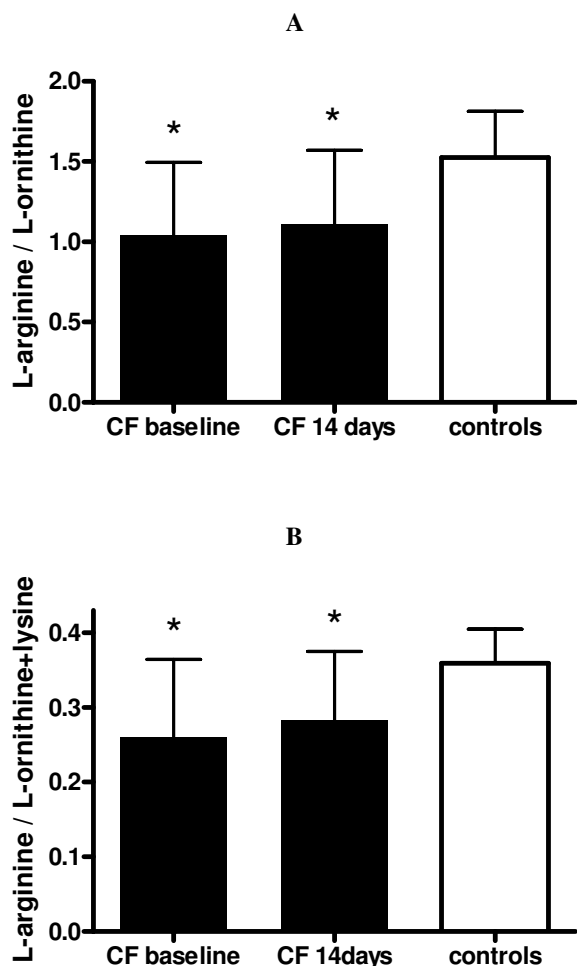 A
L-arginine / L-ornithine
2.0
1.5
1.0
0.5
0.0
* *
CF baseline CF 14 days controls
B
L-arginine / L-ornithine+lysine
0.4
0.3
0.2
0.1
0.0
* *
CF baseline CF 14days controls